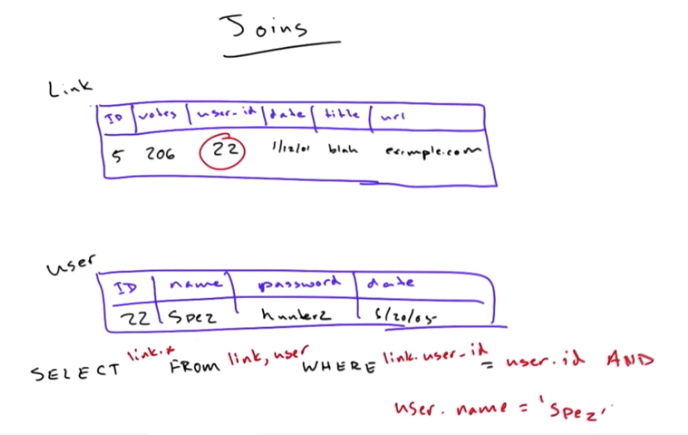 Joins
Link
ID votes user-id date title url
5 206 22 1/12/01 blah example.com
user
ID name password date
22 Spez hunter2 6/20/05
SELECT link.* FROM link, user WHERE link.user-id = user.id AND
user.name = 'spez'